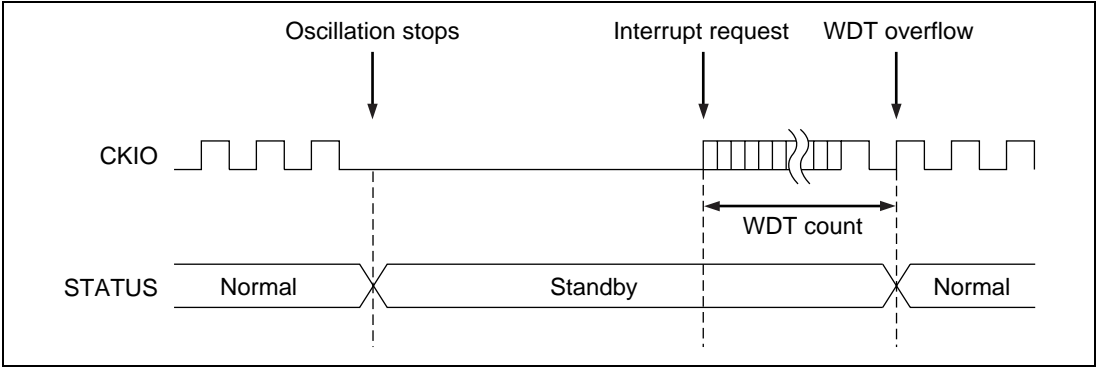 Oscillation stops
Interrupt request
WDT overflow
CKIO
WDT count
STATUS
Normal
Standby
Normal